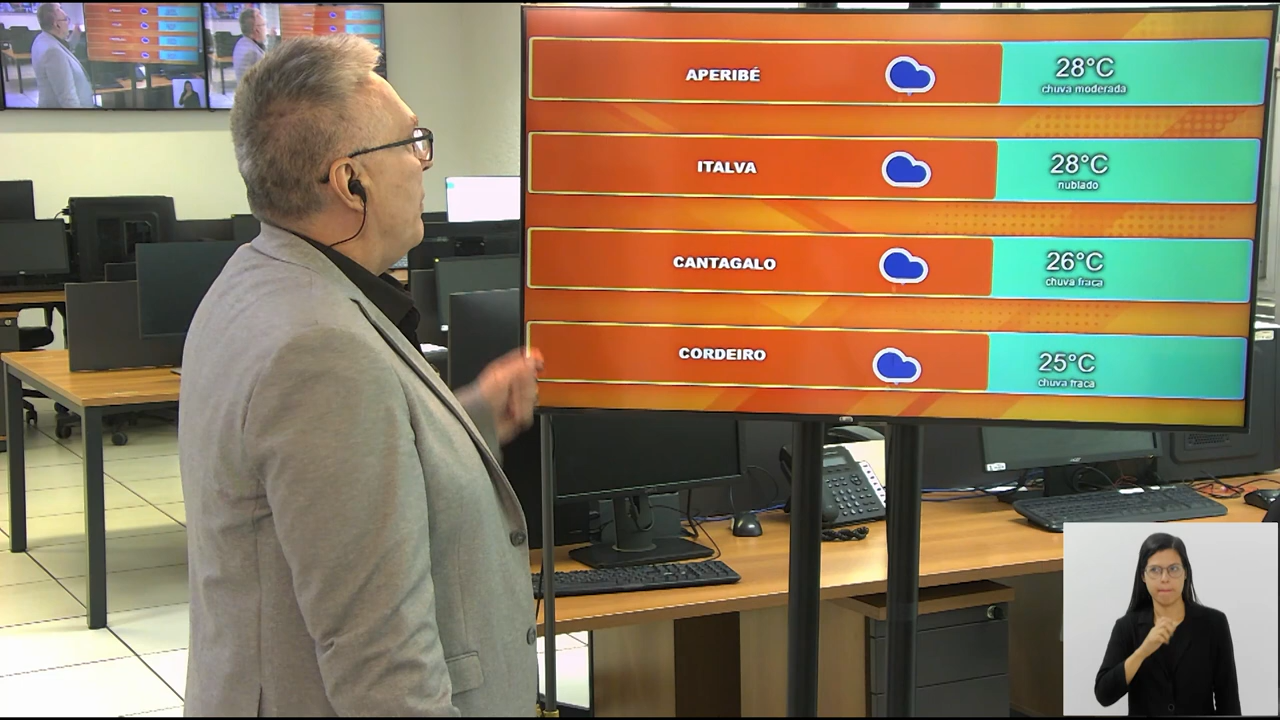 APERIBÉ
28°C
chuva moderada
ITALVA
28°C
nublado
CANTAGALO
26°C
chuva fraca
CORDEIRO
25°C
chuva fraca